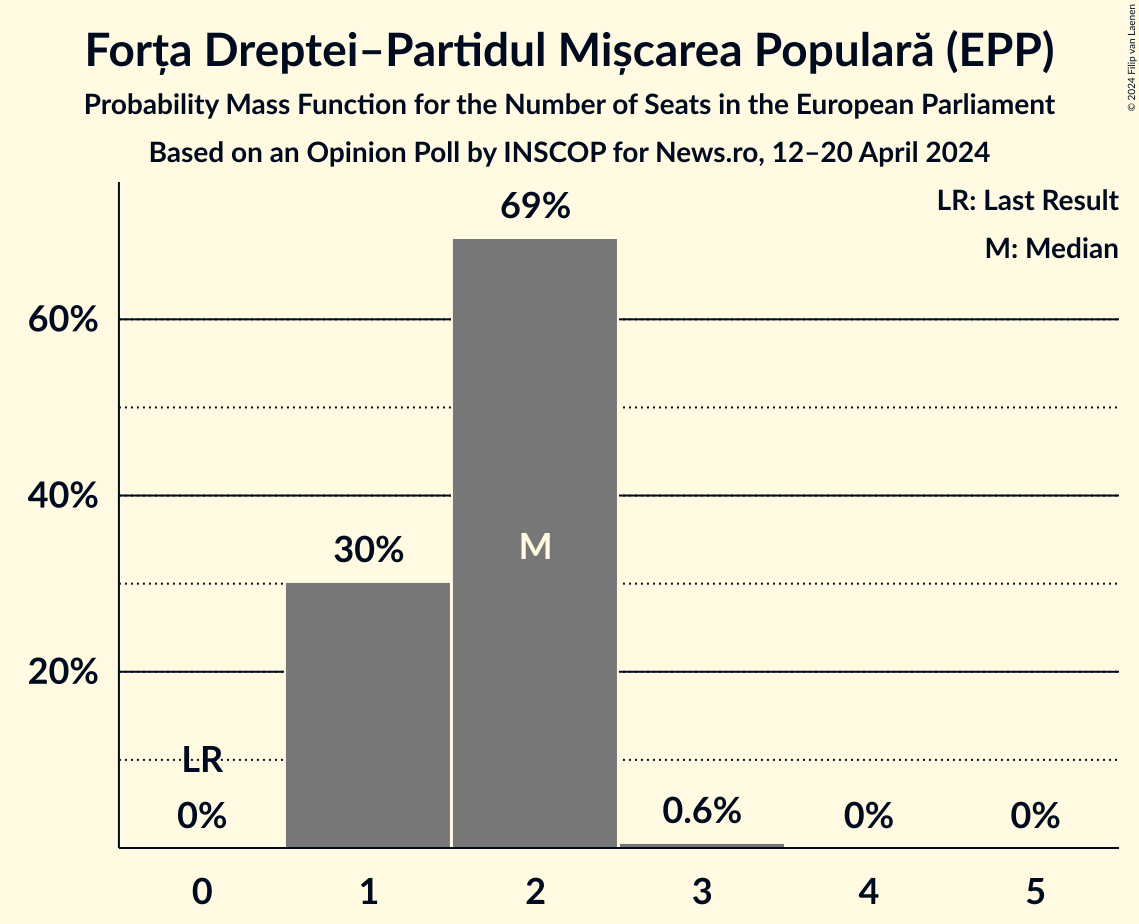 Forța Dreptei–Partidul Mișcarea Populară (EPP)
Probability Mass Function for the Number of Seats in the European Parliament
Based on an Opinion Poll by INSCOP for News.ro, 12–20 April 2024
© 2024 Filip van Laenen
LR: Last Result
M: Median
69%
60%
40%
30%
M
20%
LR
0%
0.6%
0%
0%
0 1 2 3 4 5